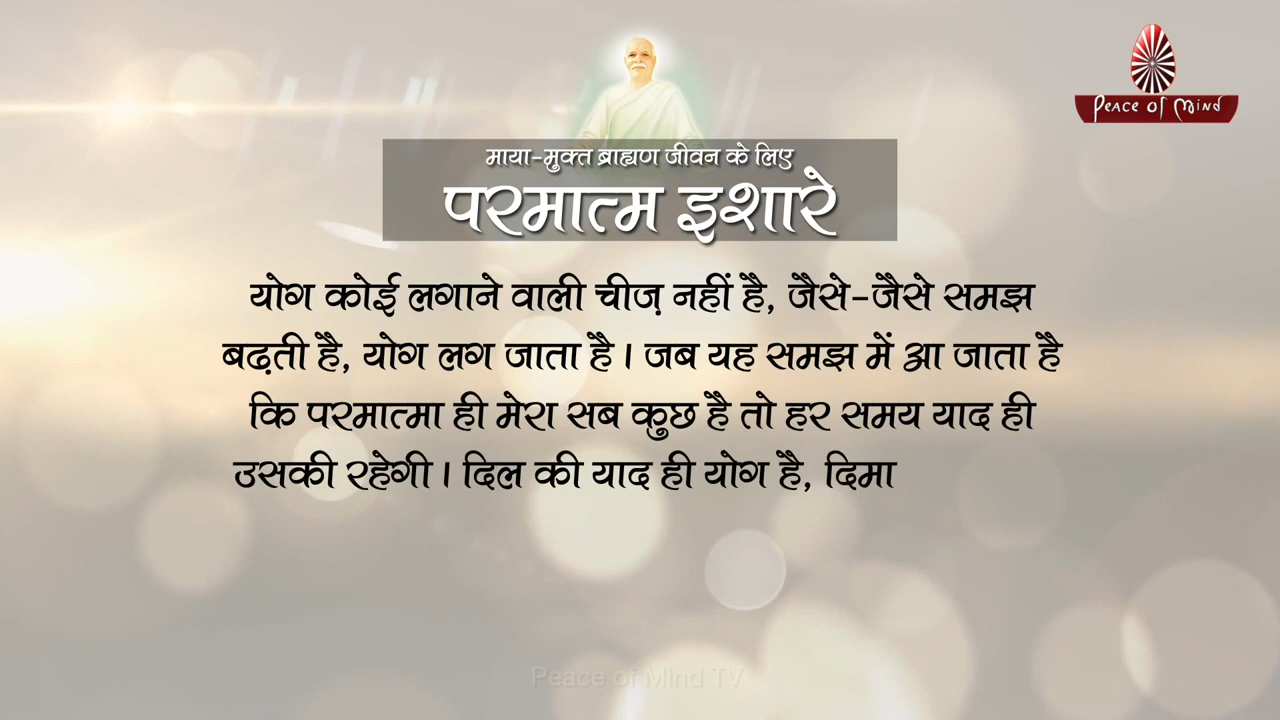 Peace of Mind
माया-मुक्त ब्राह्मण जीवन के लिए
परमात्म इशारे
योग कोई लगाने वाली चीज़ नहीं है, जैसे-जैसे समझ
बढ़ती है, योग लग जाता है। जब यह समझ में आ जाता है
कि परमात्मा ही मेरा सब कुछ है तो हर समय याद ही
उसकी रहेगी। दिल की याद ही योग है, दिमा
Peace of Mind TV